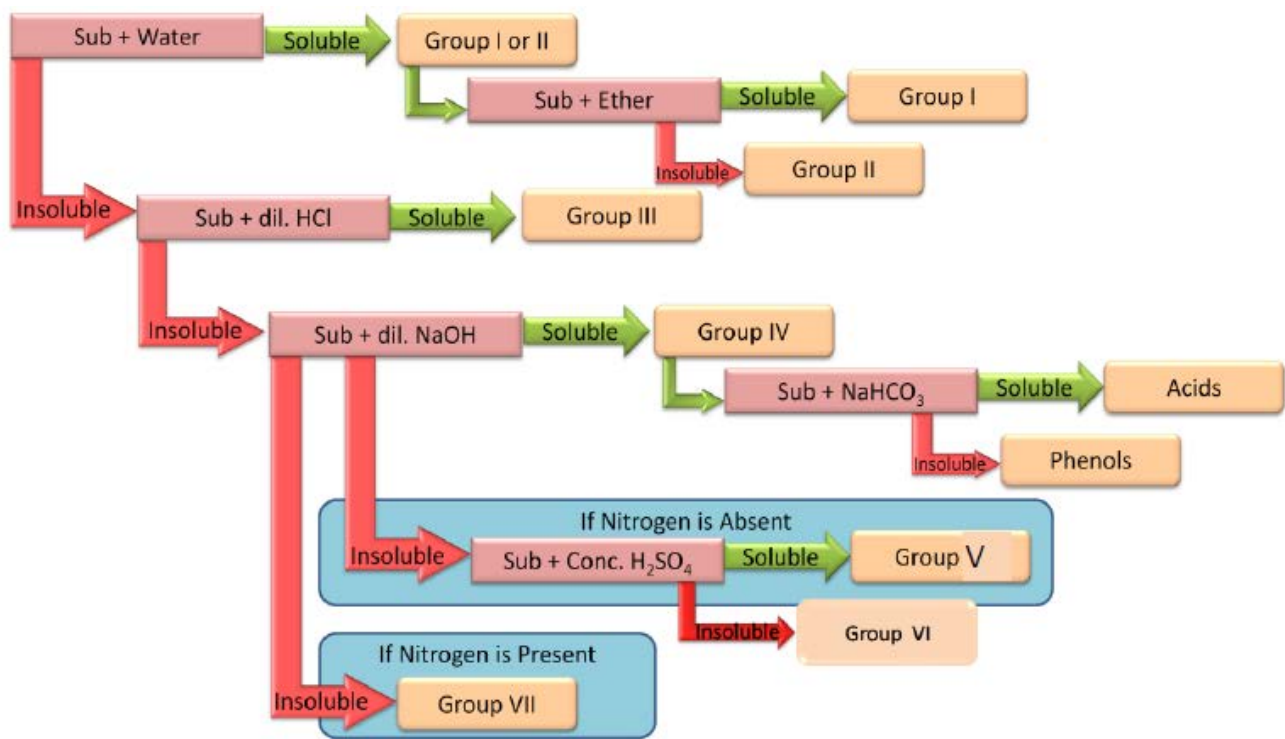 Sub + Water
Soluble
Group I or II
Sub + Ether
Soluble
Group I
Insoluble
Group II
Insoluble
Sub + dil. HCl
Soluble
Group III
Insoluble
Sub + dil. NaOH
Soluble
Group IV
Sub + NaHCO₃
Soluble
Acids
Insoluble
Phenols
If Nitrogen is Absent
Insoluble
Sub + Conc. H₂SO₄
Soluble
Group V
Insoluble
Group VI
If Nitrogen is Present
Insoluble
Group VII